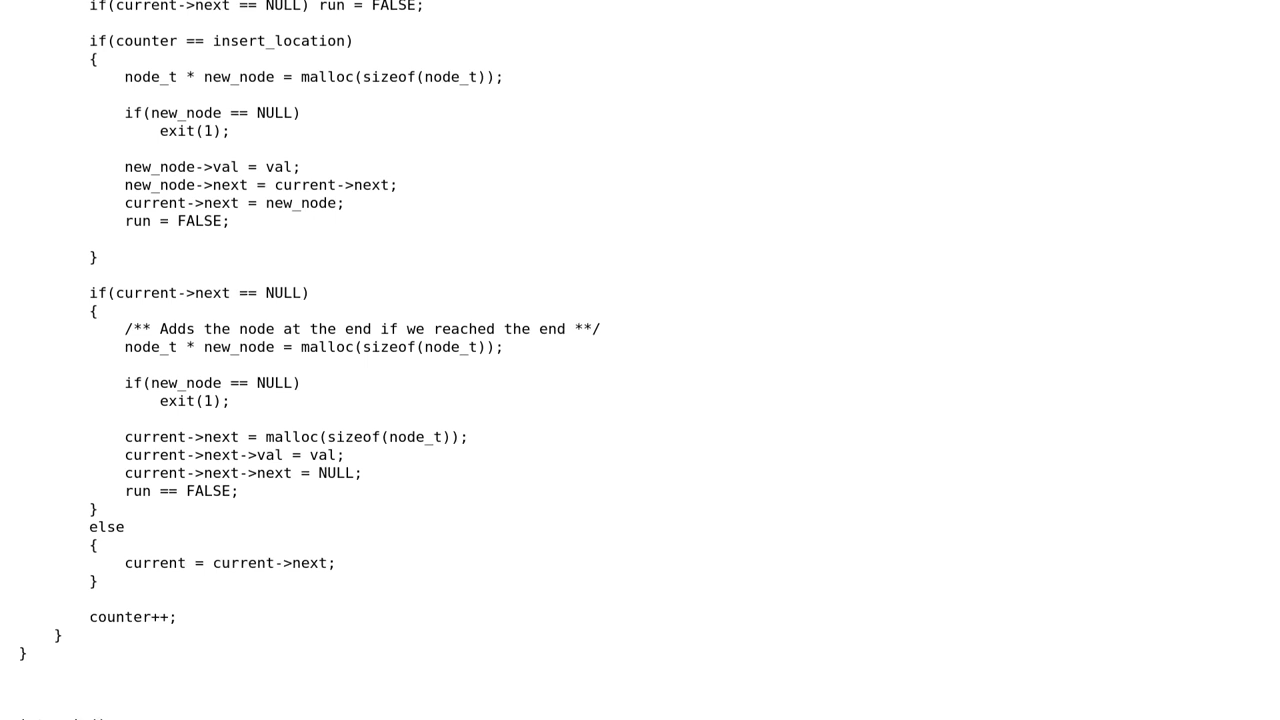 if(current->next == NULL) run = FALSE;
if(counter == insert_location)
{
node_t * new_node = malloc(sizeof(node_t));
if(new_node == NULL)
exit(1);
new_node->val = val;
new_node->next = current->next;
current->next = new_node;
run = FALSE;
}
if(current->next == NULL)
{
/** Adds the node at the end if we reached the end **/
node_t * new_node = malloc(sizeof(node_t));
if(new_node == NULL)
exit(1);
current->next = malloc(sizeof(node_t));
current->next->val = val;
current->next->next = NULL;
run == FALSE;
}
else
{
current = current->next;
}
counter++;
}
}